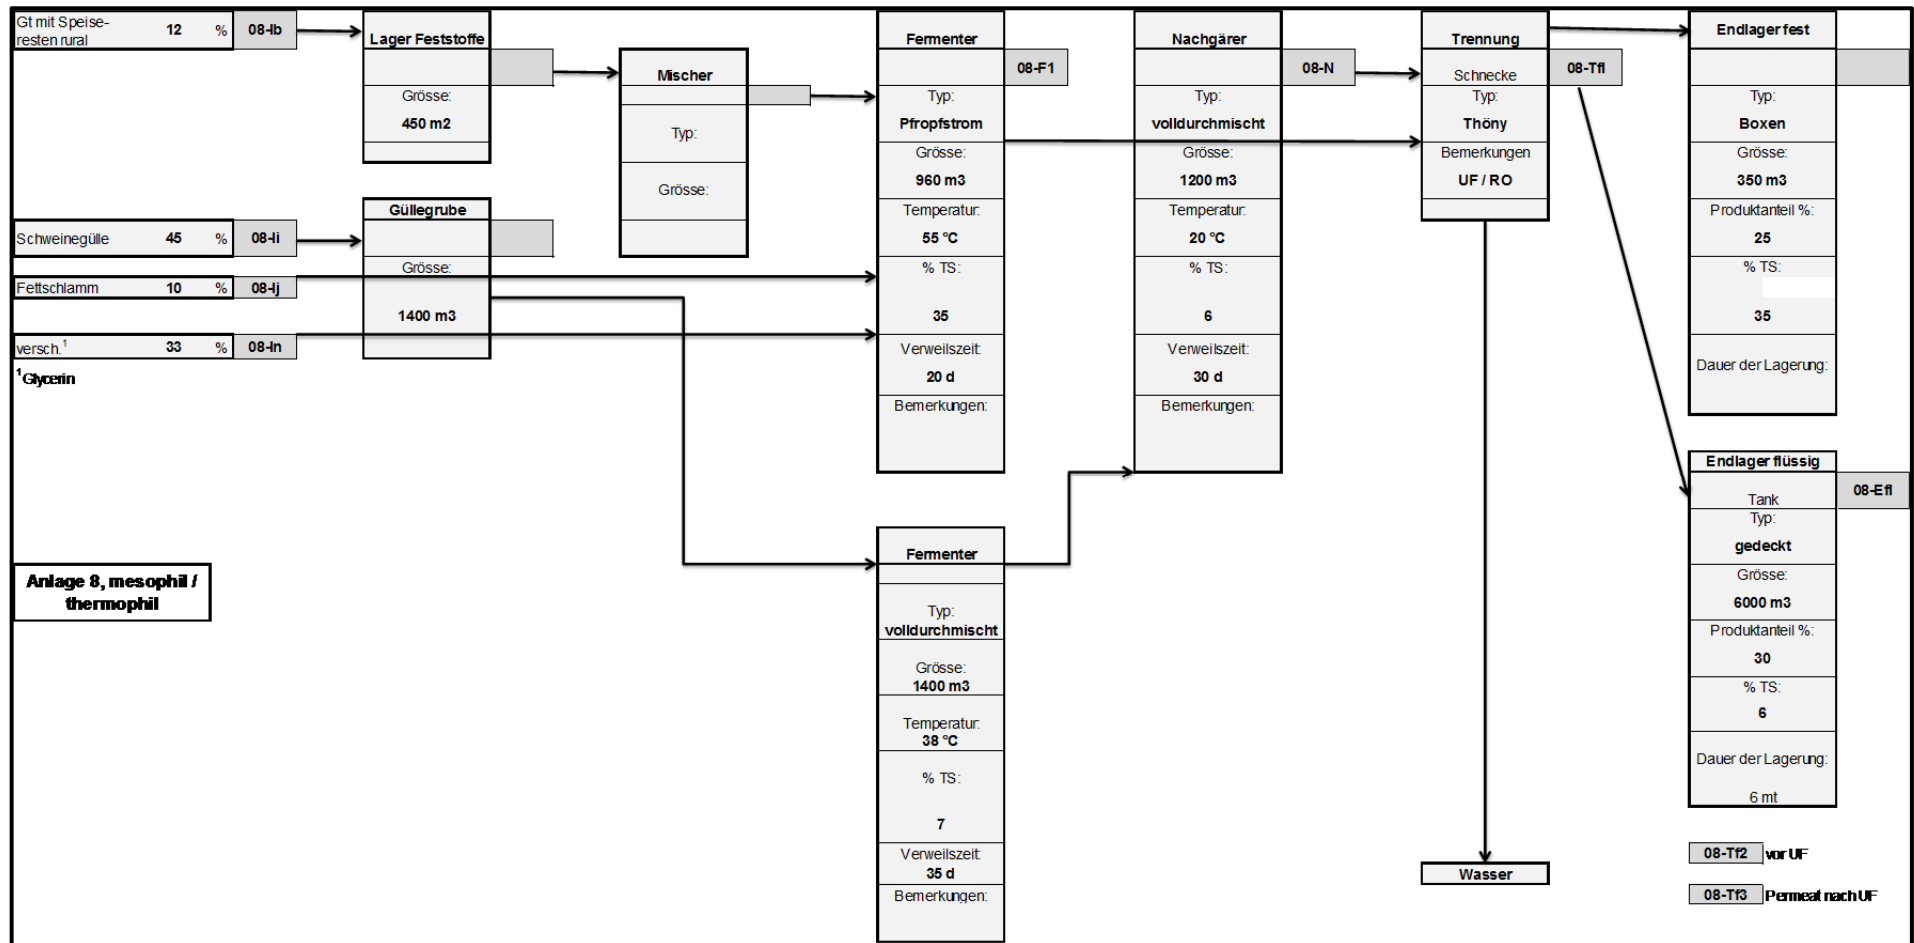 Gt mit Speise-
resten rural 12 % 08-Ib
Schweinegülle 45 % 08-Ii
Fettschlamm 10 % 08-Ij
versch.¹ 33 % 08-In
¹Glycerin
Anlage 8, mesophil /
thermophil
Lager Feststoffe
Grösse:
450 m2
Güllegrube
Grösse:
1400 m3
Mischer
Typ:
Grösse:
Fermenter
08-F1
Typ:
Pfropfstrom
Grösse:
960 m3
Temperatur:
55 °C
% TS:
35
Verweilszeit:
20 d
Bemerkungen:
Fermenter
Typ:
volldurchmischt
Grösse:
1400 m3
Temperatur:
38 °C
% TS:
7
Verweilszeit:
35 d
Bemerkungen:
Nachgärer
08-N
Typ:
volldurchmischt
Grösse:
1200 m3
Temperatur:
20 °C
% TS:
6
Verweilszeit:
30 d
Bemerkungen:
Trennung
Schnecke
08-Tfl
Typ:
Thöny
Bemerkungen
UF / RO
Wasser
Endlager fest
Typ:
Boxen
Grösse:
350 m3
Produktanteil %:
25
% TS:
35
Dauer der Lagerung:
Endlager flüssig
Tank
08-Efl
Typ:
gedeckt
Grösse:
6000 m3
Produktanteil %:
30
% TS:
6
Dauer der Lagerung:
6 mt
08-Tf2 vor UF
08-Tf3 Permeat nach UF